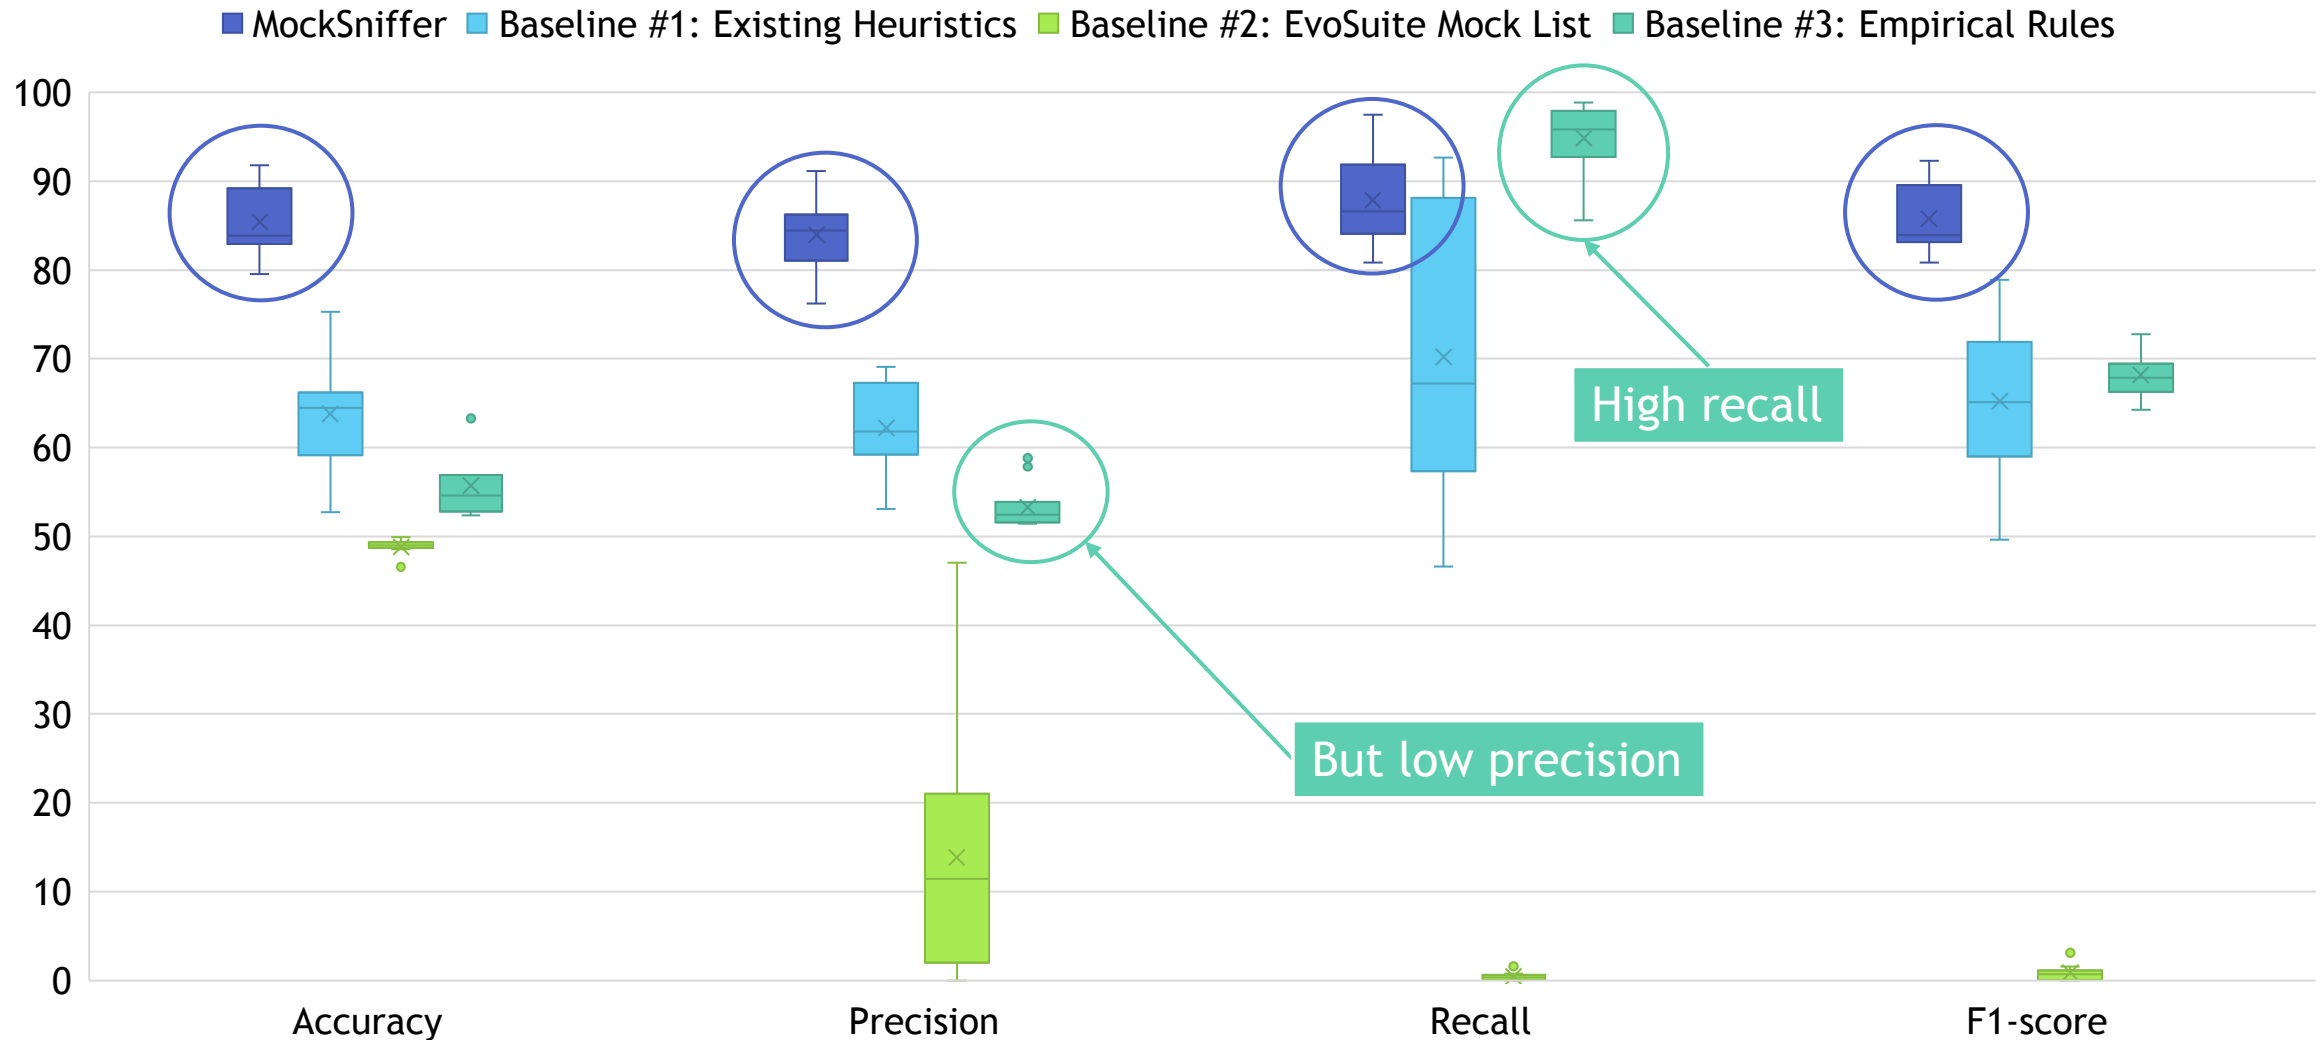 MockSniffer Baseline #1: Existing Heuristics Baseline #2: EvoSuite Mock List Baseline #3: Empirical Rules
100
90
80
70
60
50
40
30
20
10
0
High recall
But low precision
Accuracy Precision Recall F1-score